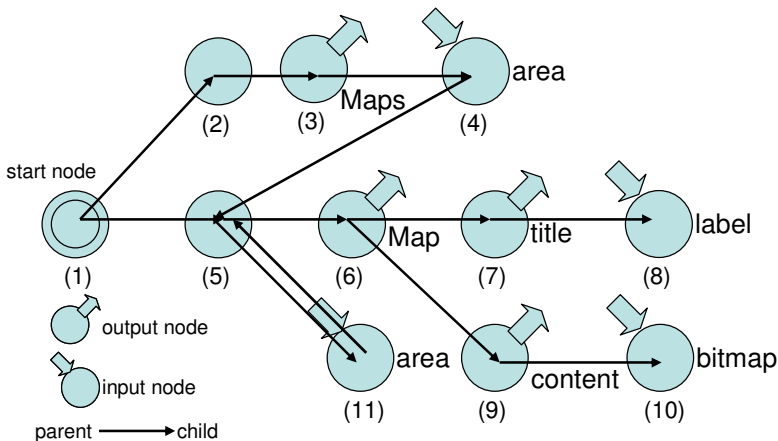 area
Maps
(2)
(3)
(4)
start node
Map
title
label
(1)
(5)
(6)
(7)
(8)
output node
area
content
bitmap
input node
(11)
(9)
(10)
parent
child